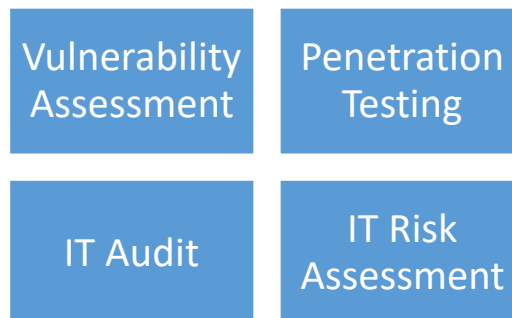 Vulnerability
Assessment
Penetration
Testing
IT Audit
IT Risk
Assessment